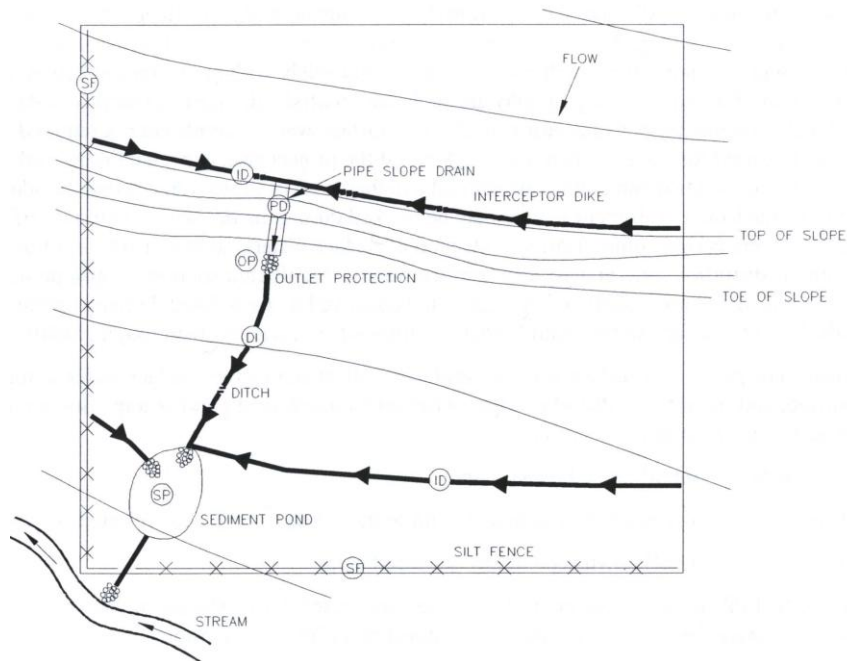 FLOW
SF
ID
PIPE SLOPE DRAIN
PD
INTERCEPTOR DIKE
TOP OF SLOPE
OP
OUTLET PROTECTION
TOE OF SLOPE
DI
DITCH
ID
SP
SEDIMENT POND
SILT FENCE
SF
STREAM